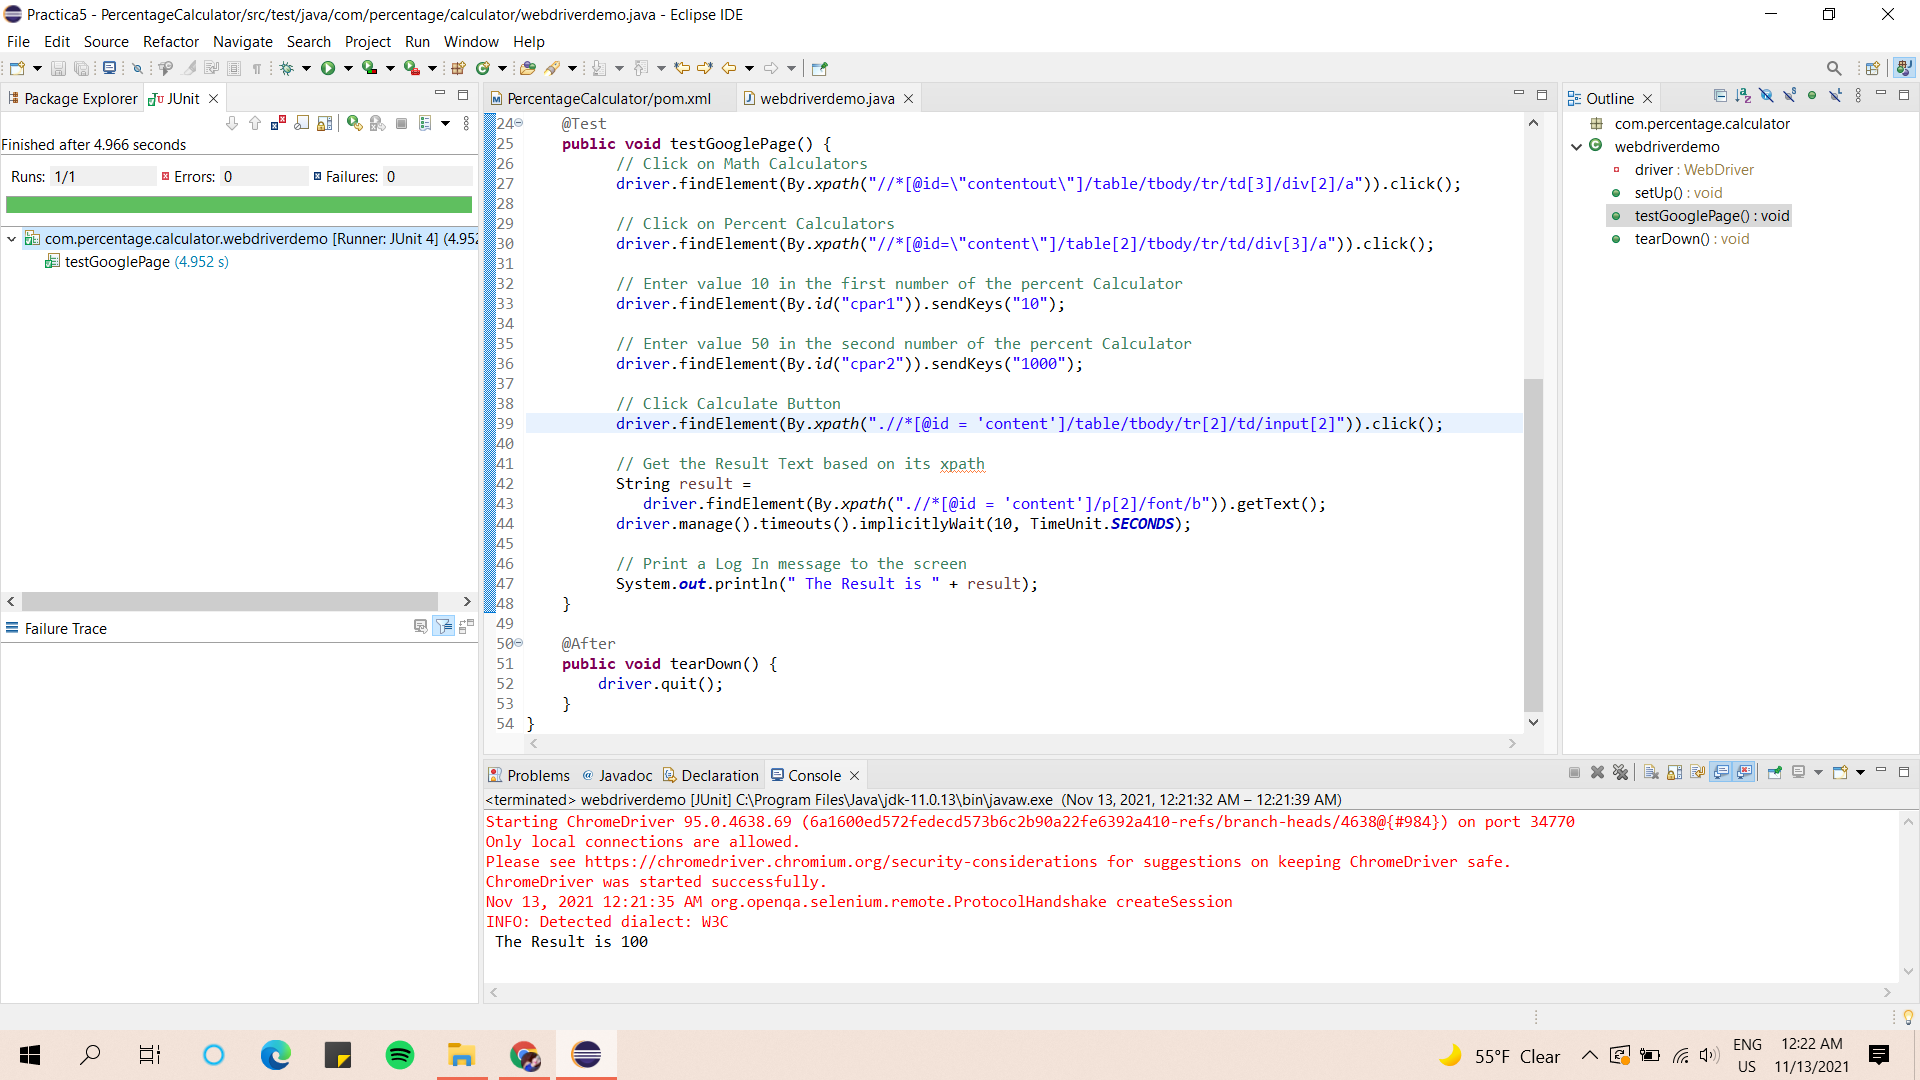 Practica5 - PercentageCalculator/src/test/java/com/percentage/calculator/webdriverdemo.java - Eclipse IDE
File Edit Source Refactor Navigate Search Project Run Window Help
Package Explorer JUnit
Finished after 4.966 seconds
Runs: 1/1 Errors: 0 Failures: 0
com.percentage.calculator.webdriverdemo [Runner: JUnit 4] (4.952
testGooglePage (4.952 s)
Failure Trace
PercentageCalculator/pom.xml webdriverdemo.java
24 @Test
25 public void testGooglePage() {
26 // Click on Math Calculators
27 driver.findElement(By.xpath("//*[@id=\"contentout\"]/table/tbody/tr/td[3]/div[2]/a")).click();
28
29 // Click on Percent Calculators
30 driver.findElement(By.xpath("//*[@id=\"content\"]/table[2]/tbody/tr/td/div[3]/a")).click();
31
32 // Enter value 10 in the first number of the percent Calculator
33 driver.findElement(By.id("cpar1")).sendKeys("10");
34
35 // Enter value 50 in the second number of the percent Calculator
36 driver.findElement(By.id("cpar2")).sendKeys("1000");
37
38 // Click Calculate Button
39 driver.findElement(By.xpath(".//*[@id = 'content']/table/tbody/tr[2]/td/input[2]")).click();
40
41 // Get the Result Text based on its xpath
42 String result =
43 driver.findElement(By.xpath(".//*[@id = 'content']/p[2]/font/b")).getText();
44 driver.manage().timeouts().implicitlyWait(10, TimeUnit.SECONDS);
45
46 // Print a Log In message to the screen
47 System.out.println(" The Result is " + result);
48 }
49
50 @After
51 public void tearDown() {
52 driver.quit();
53 }
54 }
Outline
com.percentage.calculator
webdriverdemo
driver : WebDriver
setUp() : void
testGooglePage() : void
tearDown() : void
Problems @ Javadoc Declaration Console
<terminated> webdriverdemo [JUnit] C:\Program Files\Java\jdk-11.0.13\bin\javaw.exe (Nov 13, 2021, 12:21:32 AM – 12:21:39 AM)
Starting ChromeDriver 95.0.4638.69 (6a1600ed572fedecd573b6c2b90a22fe6392a410-refs/branch-heads/4638@{#984}) on port 34770
Only local connections are allowed.
Please see https://chromedriver.chromium.org/security-considerations for suggestions on keeping ChromeDriver safe.
ChromeDriver was started successfully.
Nov 13, 2021 12:21:35 AM org.openqa.selenium.remote.ProtocolHandshake createSession
INFO: Detected dialect: W3C
The Result is 100
55°F Clear
ENG
US
12:22 AM
11/13/2021